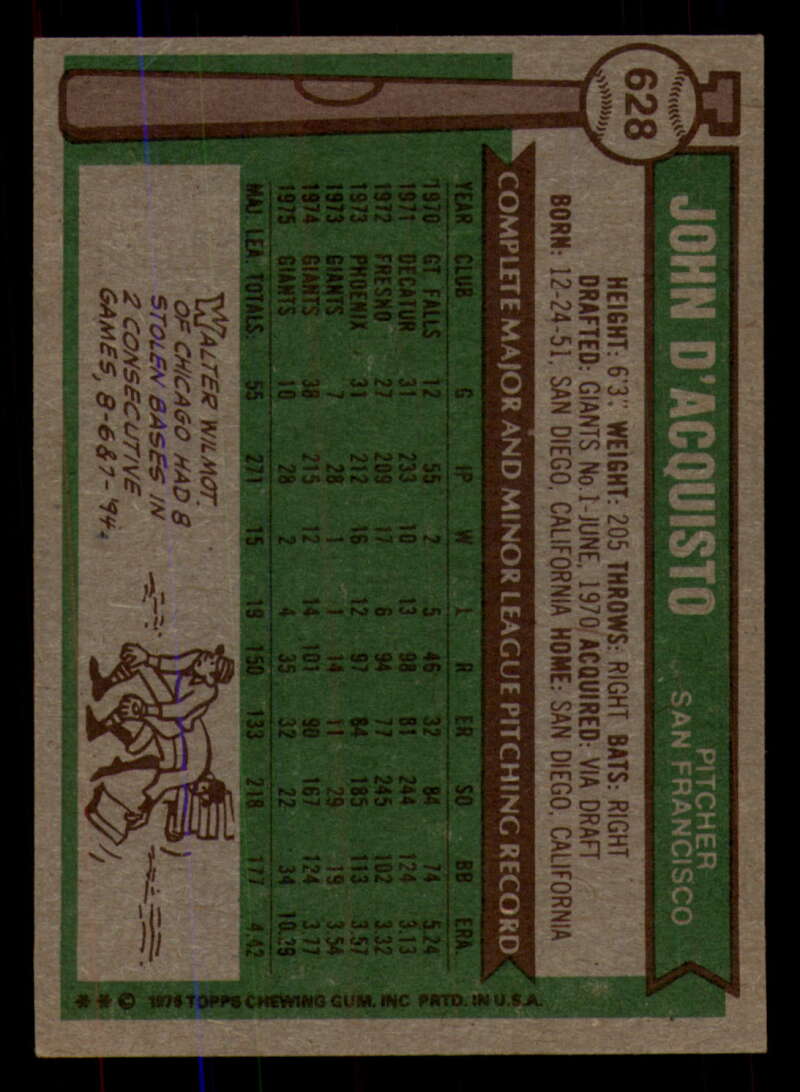 628
JOHN D'ACQUISTO
PITCHER
SAN FRANCISCO
HEIGHT: 6'3" WEIGHT: 205 THROWS: RIGHT BATS: RIGHT
DRAFTED: GIANTS No.1-JUNE, 1970/ACQUIRED: VIA DRAFT
BORN: 12-24-51, SAN DIEGO, CALIFORNIA HOME: SAN DIEGO, CALIFORNIA
COMPLETE MAJOR AND MINOR LEAGUE PITCHING RECORD
YEAR CLUB G IP W L R ER SO BB ERA
1970 GT FALLS 12 55 2 5 46 32 84 74 5.24
1971 DECATUR 31 233 10 13 98 81 244 124 3.13
1972 FRESNO 27 209 17 6 94 77 245 102 3.32
1973 PHOENIX 31 212 16 12 97 84 185 113 3.57
1973 GIANTS 7 28 1 1 14 11 29 19 3.54
1974 GIANTS 38 215 12 14 101 90 167 124 3.77
1975 GIANTS 10 28 2 4 35 32 22 34 10.29
MAJ. LEA. TOTALS 55 271 15 19 150 133 218 177 4.42
WALTER WILMOT
OF CHICAGO HAD 8
STOLEN BASES IN
2 CONSECUTIVE
GAMES, 8-6&7-'94.
** © 1976 TOPPS CHEWING GUM, INC. PRTD. IN U.S.A.